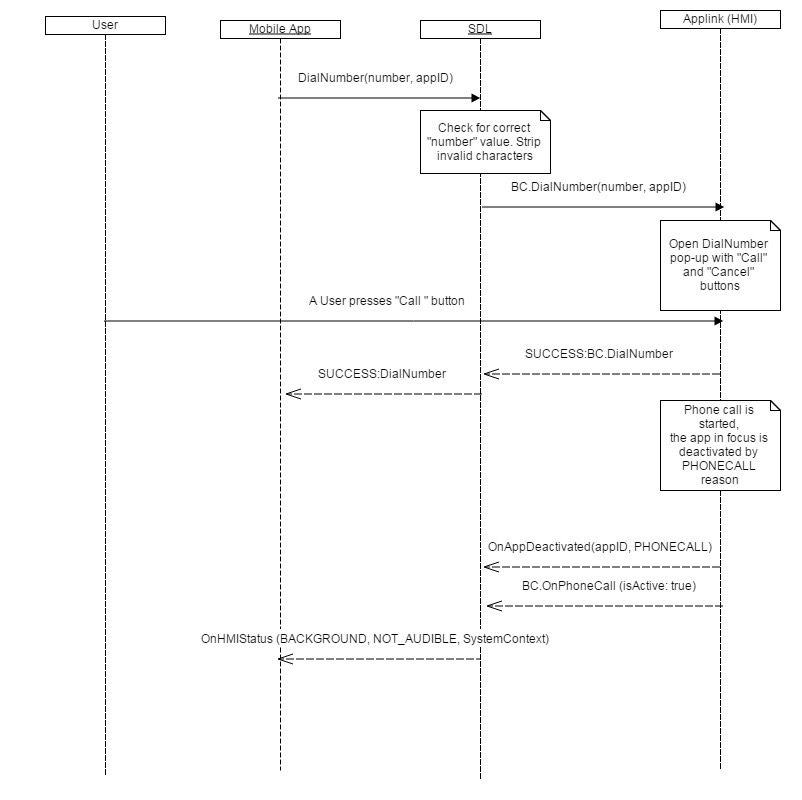 User
Mobile App
SDL
Applink (HMI)
DialNumber(number, appID)
Check for correct
"number" value. Strip
invalid characters
BC.DialNumber(number, appID)
Open DialNumber
pop-up with "Call"
and "Cancel"
buttons
A User presses "Call " button
SUCCESS:BC.DialNumber
SUCCESS:DialNumber
Phone call is
started,
the app in focus is
deactivated by
PHONECALL
reason
OnAppDeactivated(appID, PHONECALL)
BC.OnPhoneCall (isActive: true)
OnHMIStatus (BACKGROUND, NOT_AUDIBLE, SystemContext)